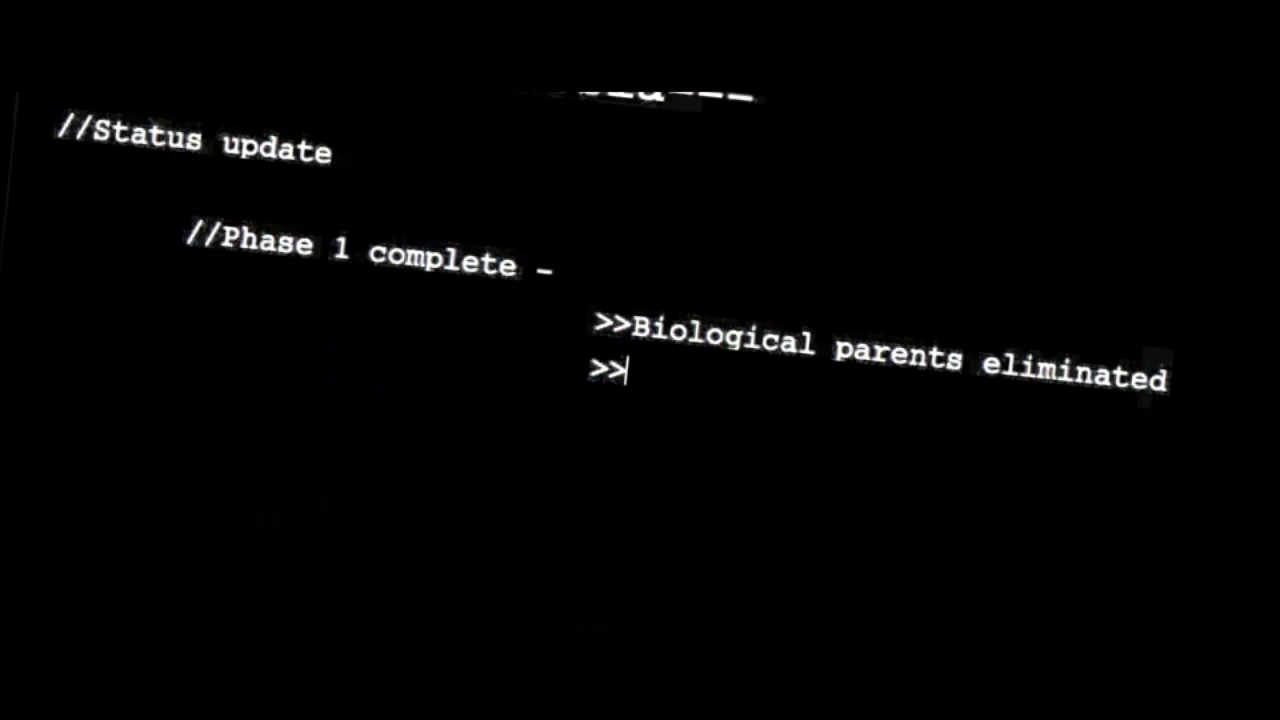 //Status update
//Phase 1 complete -
>>Biological parents eliminated
>>